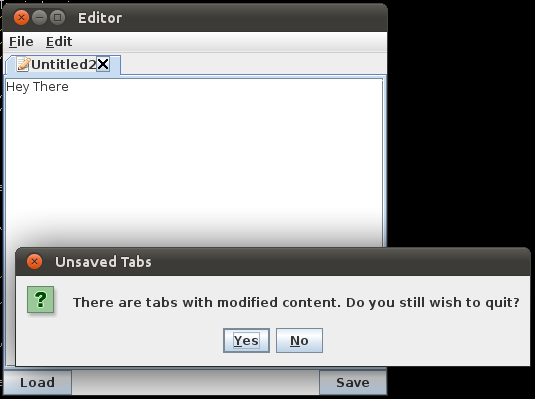 Editor
File Edit
Untitled2
Hey There
Unsaved Tabs
There are tabs with modified content. Do you still wish to quit?
Yes No
Load Save